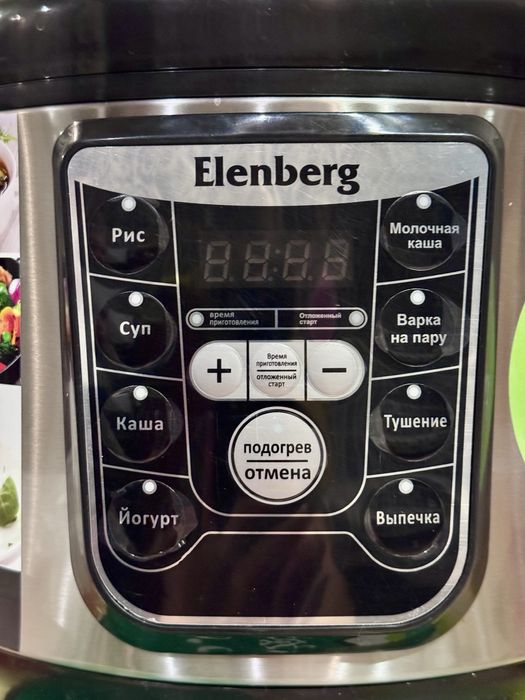 Elenberg
Рис
Молочная
каша
время
приготовления
Отложенный
старт
Суп
Варка
на пару
+
Время
приготовления
отложенный
старт
−
Каша
Тушение
подогрев
отмена
Йогурт
Выпечка